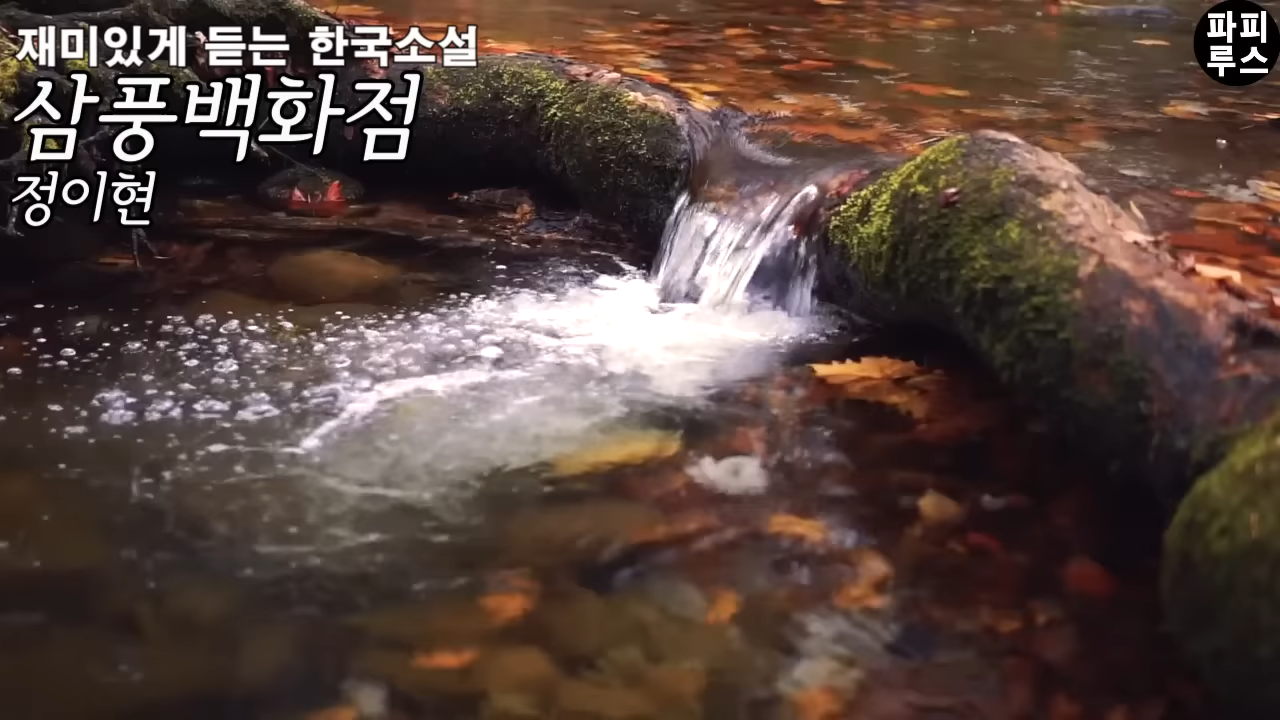 재미있게 듣는 한국소설
삼풍백화점
정이현
파피
루스